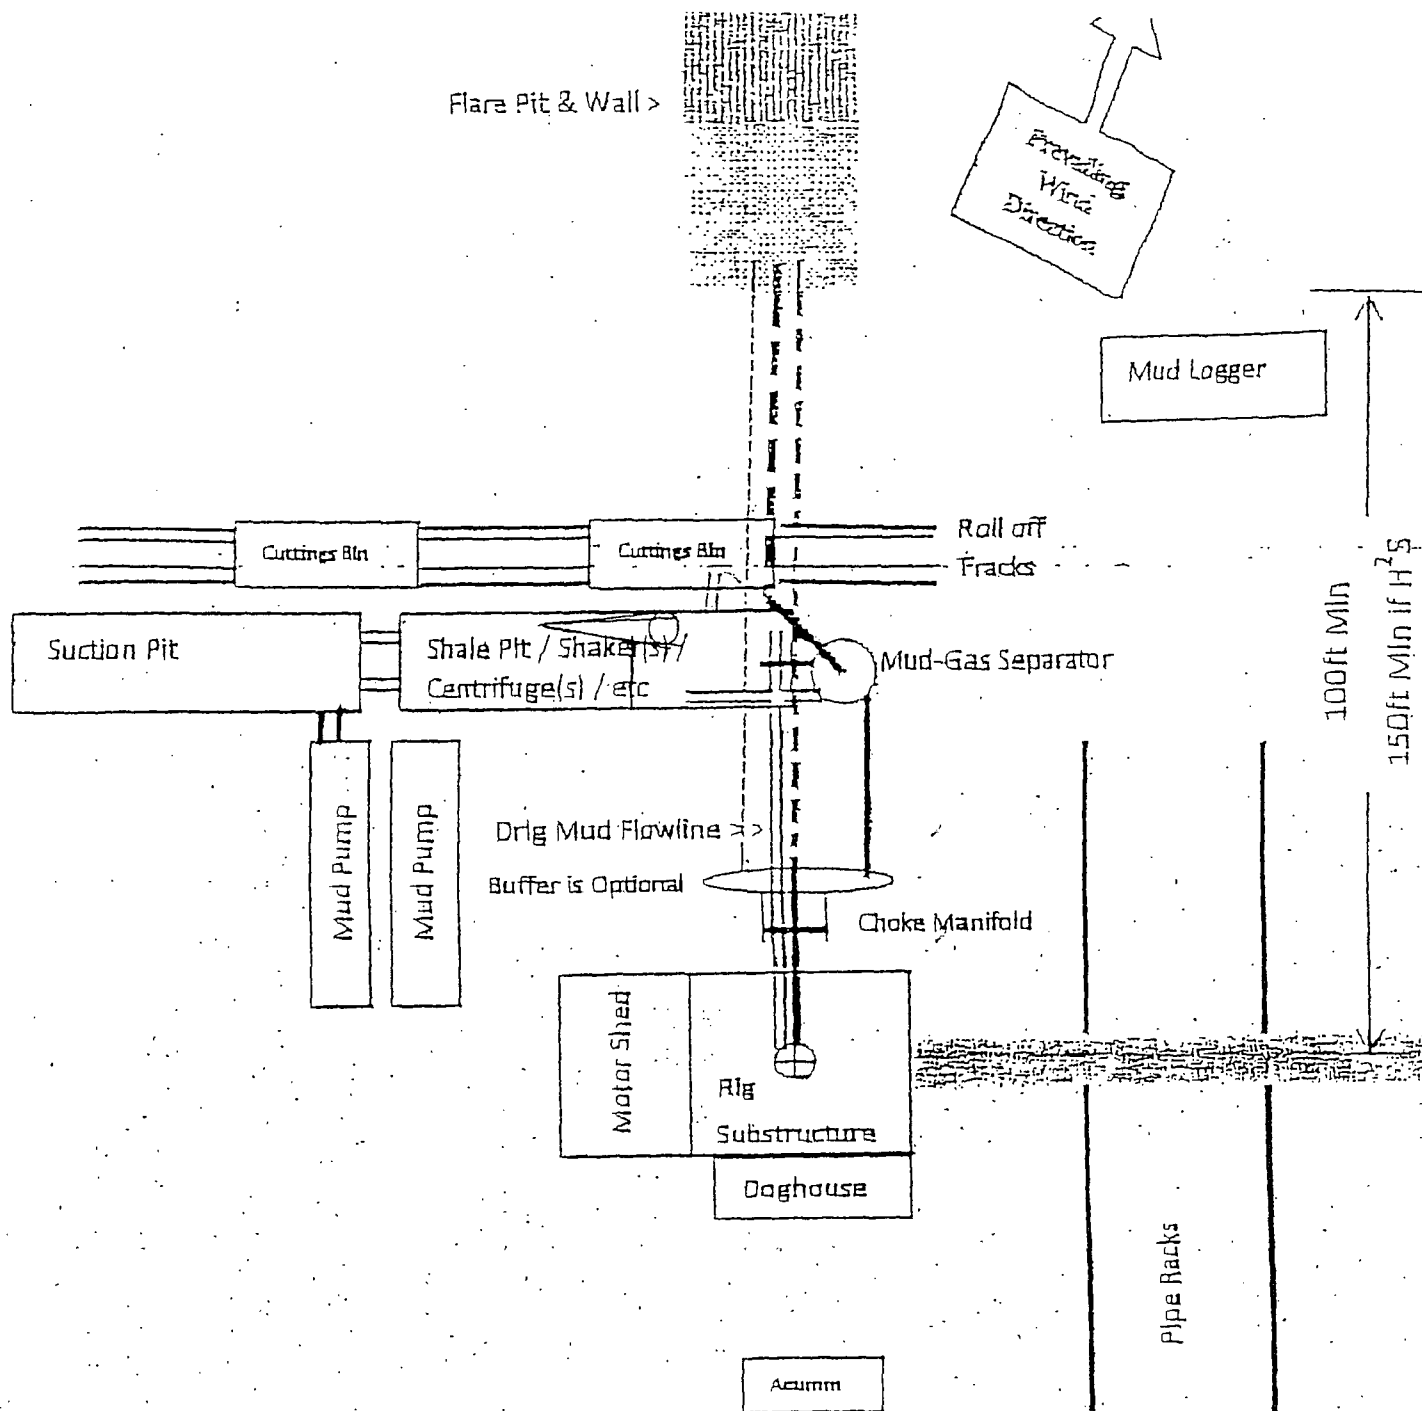 Flare Pit & Wall >
Prevailing
Wind
Direction
Mud Logger
Cuttings Bin
Cuttings Bin
Roll off
Tracks
100ft Min
150ft Min if H²S
Suction Pit
Shale Pit / Shaker(s) /
Centrifuge(s) / etc
Mud-Gas Separator
Mud Pump
Mud Pump
Drlg Mud Flowline > >
Buffer is Optional
Choke Manifold
Motor Shed
Rig
Substructure
Doghouse
Pipe Racks
Acumm